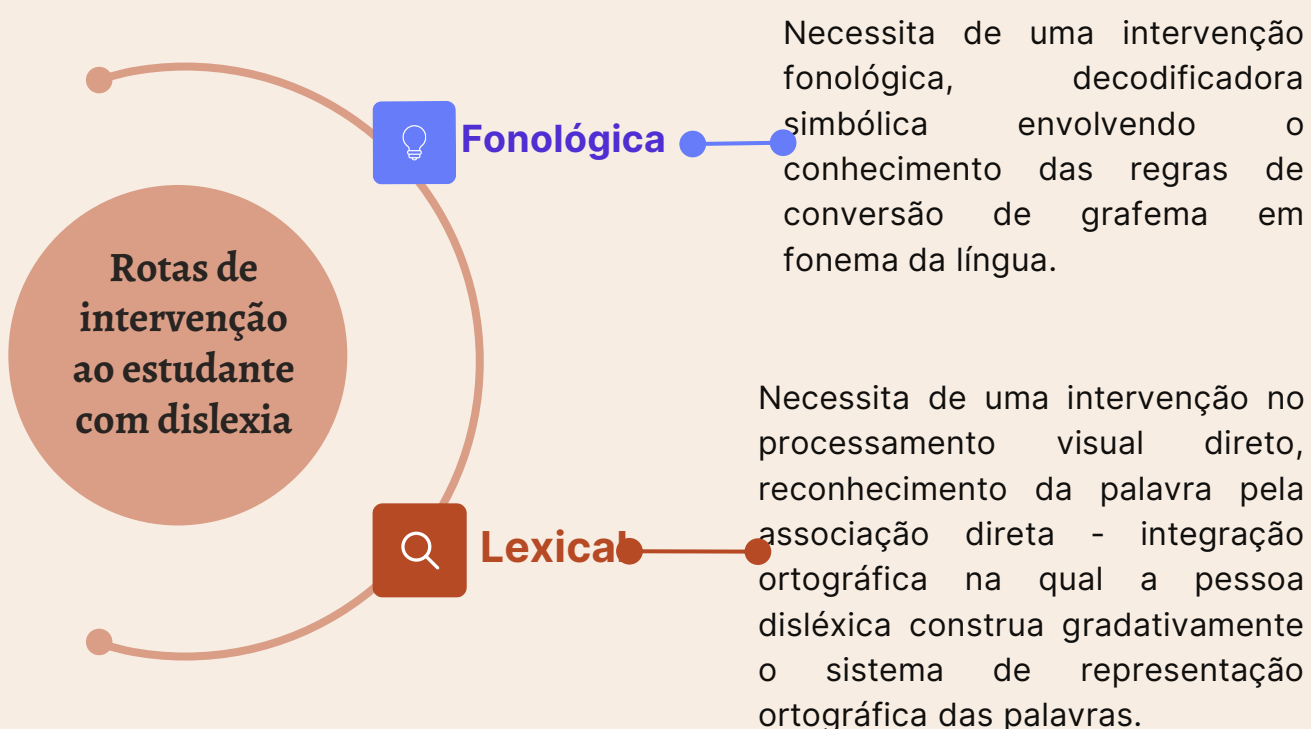 Rotas de
intervenção
ao estudante
com dislexia
Fonológica
Necessita de uma intervenção
fonológica, decodificadora
simbólica envolvendo o
conhecimento das regras de
conversão de grafema em
fonema da língua.
Lexical
Necessita de uma intervenção no
processamento visual direto,
reconhecimento da palavra pela
associação direta - integração
ortográfica na qual a pessoa
disléxica construa gradativamente
o sistema de representação
ortográfica das palavras.